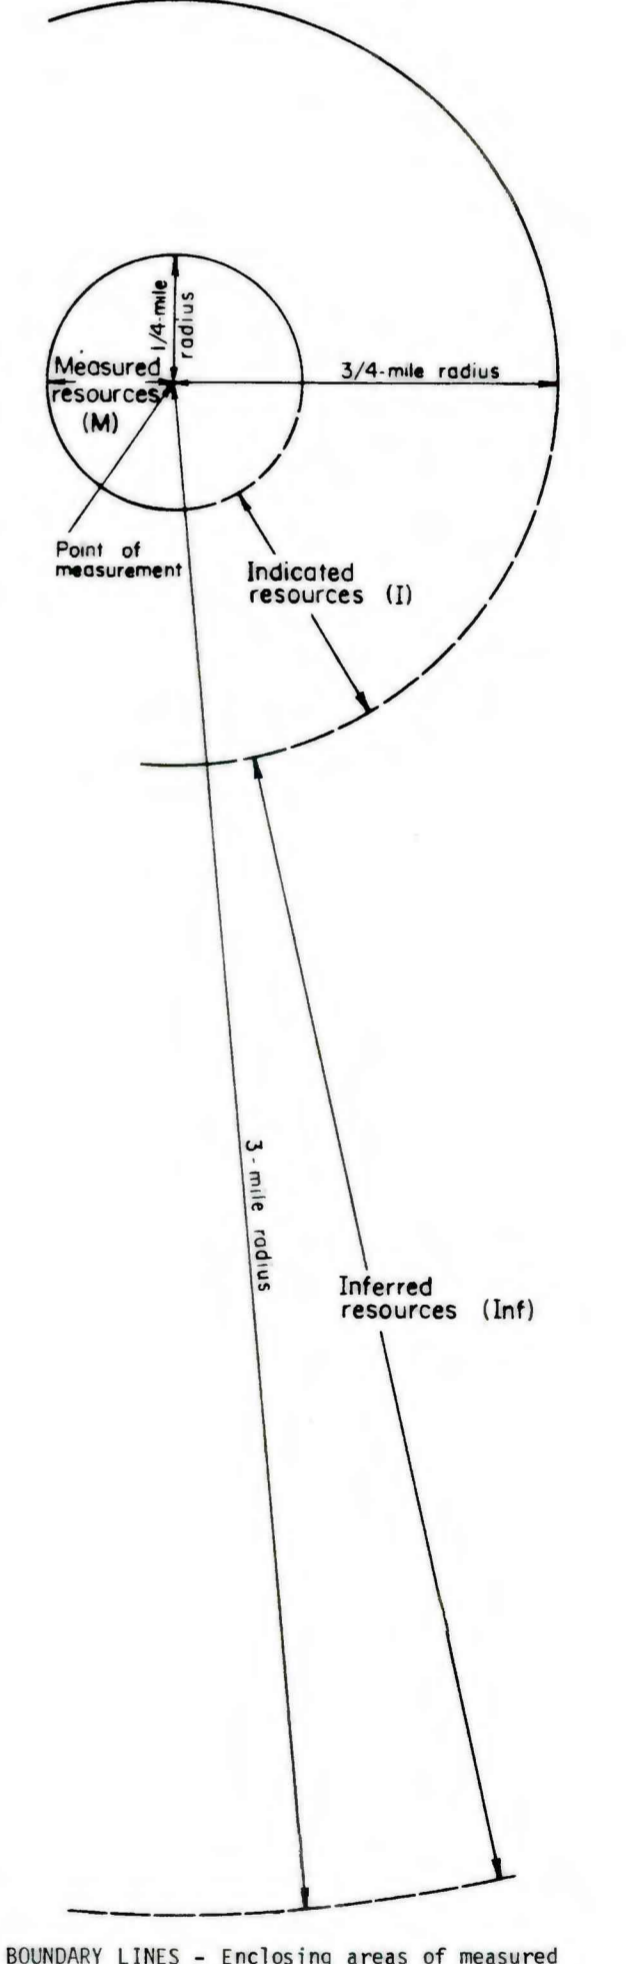 1/4-mile
radius
Measured
resources
(M)
3/4-mile radius
Point of
measurement
Indicated
resources (I)
3-mile radius
Inferred
resources (Inf)
BOUNDARY LINES - Enclosing areas of measured